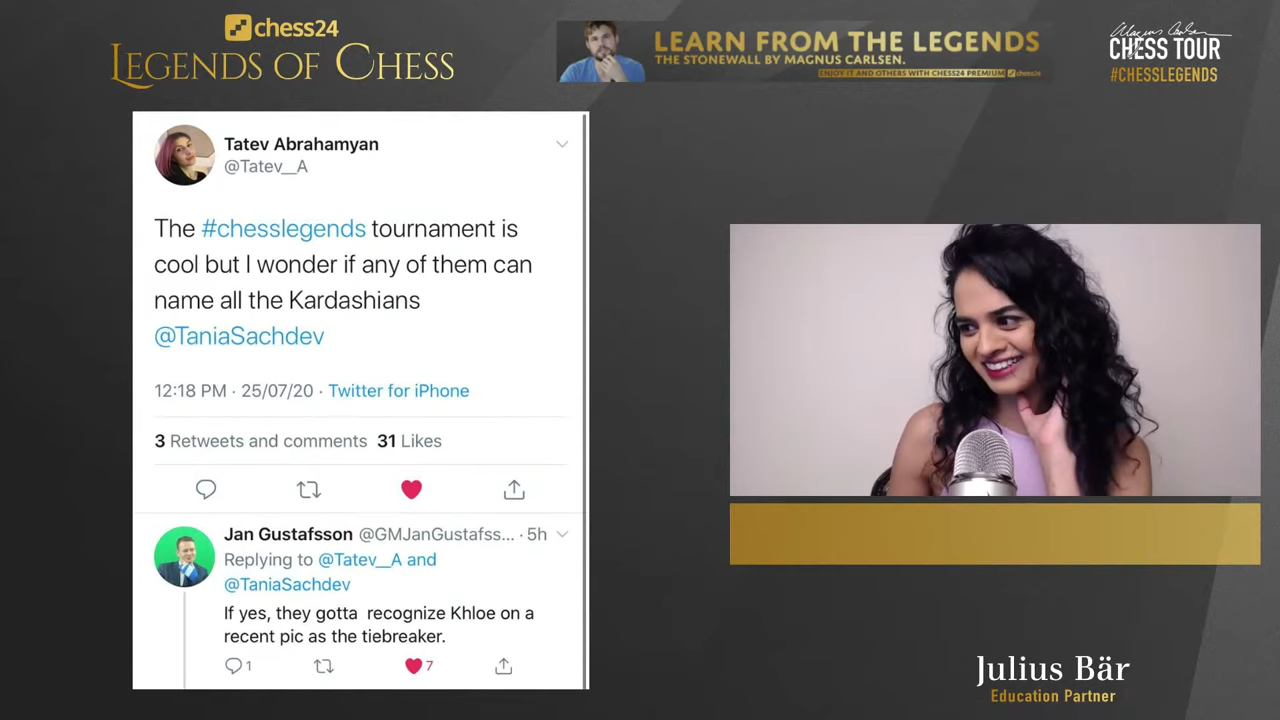 chess24
LEGENDS OF CHESS
LEARN FROM THE LEGENDS
THE STONEWALL BY MAGNUS CARLSEN.
ENJOY IT AND OTHERS WITH CHESS24 PREMIUM chess24
Magnus Carlsen
CHESS TOUR
#CHESSLEGENDS
Tatev Abrahamyan
@Tatev__A
The #chesslegends tournament is
cool but I wonder if any of them can
name all the Kardashians
@TaniaSachdev
12:18 PM · 25/07/20 · Twitter for iPhone
3 Retweets and comments 31 Likes
Jan Gustafsson @GMJanGustafss... · 5h
Replying to @Tatev__A and
@TaniaSachdev
If yes, they gotta recognize Khloe on a
recent pic as the tiebreaker.
1 7
Julius Bär
Education Partner